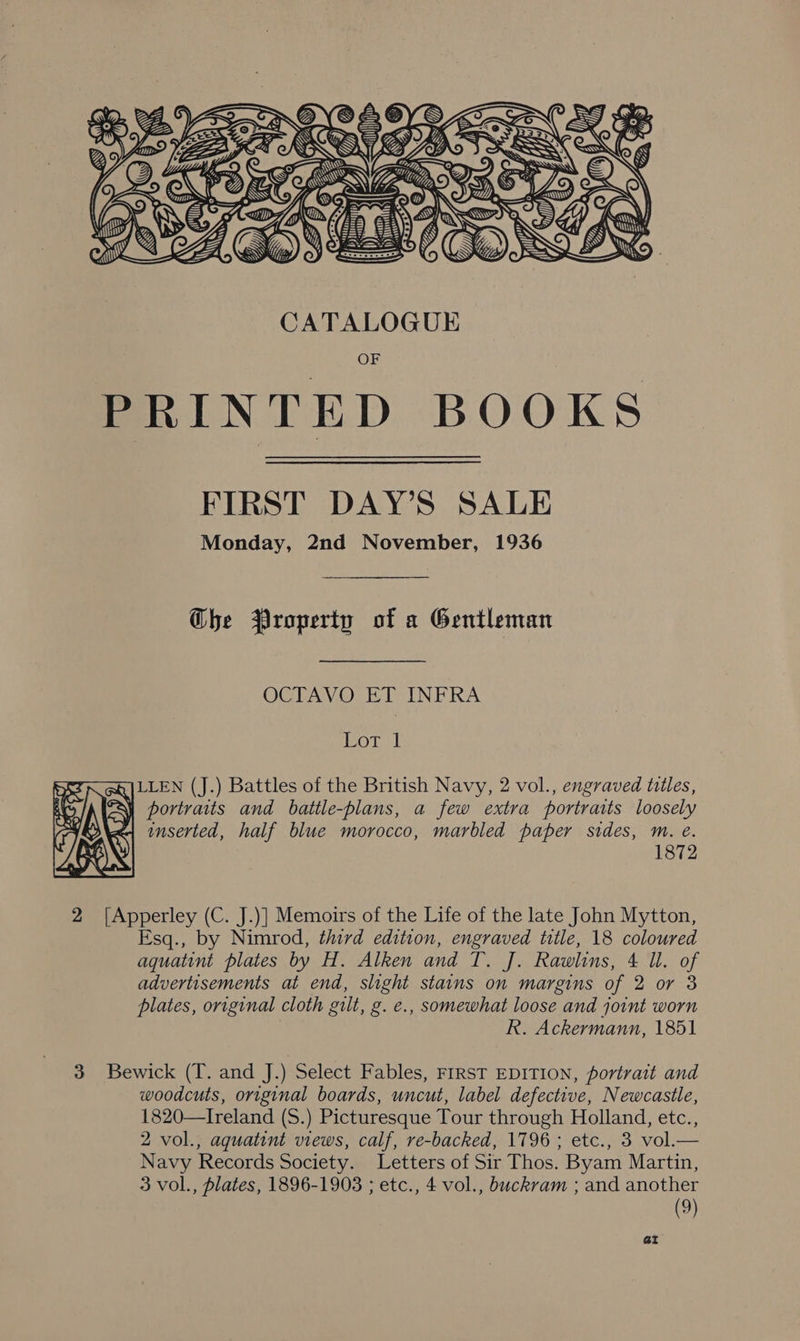 CATALOGUE
OF
PRINTED BOOKS
FIRST DAY'S SALE
Monday, 2nd November, 1936
The Property of a Gentleman
OCTAVO ET INFRA
LOT 1
ALLEN (J.) Battles of the British Navy, 2 vol., engraved titles,
portraits and battle-plans, a few extra portraits loosely
inserted, half blue morocco, marbled paper sides, m. e.
1872
2 [Apperley (C. J.)] Memoirs of the Life of the late John Mytton,
Esq., by Nimrod, third edition, engraved title, 18 coloured
aquatint plates by H. Alken and T. J. Rawlins, 4 ll. of
advertisements at end, slight stains on margins of 2 or 3
plates, original cloth gilt, g. e., somewhat loose and joint worn
R. Ackermann, 1851
3 Bewick (T. and J.) Select Fables, FIRST EDITION, portrait and
woodcuts, original boards, uncut, label defective, Newcastle,
1820—Ireland (S.) Picturesque Tour through Holland, etc.,
2 vol., aquatint views, calf, re-backed, 1796 ; etc., 3 vol.—
Navy Records Society. Letters of Sir Thos. Byam Martin,
3 vol., plates, 1896-1903 ; etc., 4 vol., buckram ; and another
(9)
a1